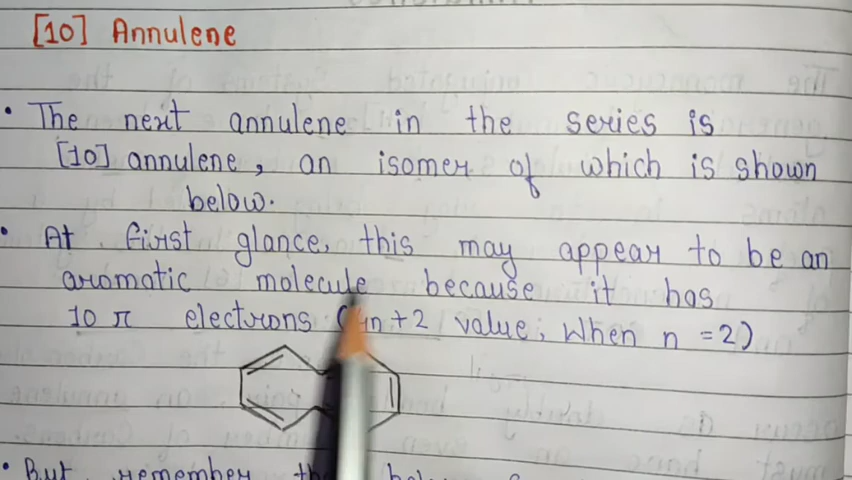 [10] Annulene
• The next annulene in the series is
[10] annulene, an isomer of which is shown
below.
• At first glance, this may appear to be an
aromatic molecule because it has
10 π electrons (4n + 2 value, When n = 2)
• But remember